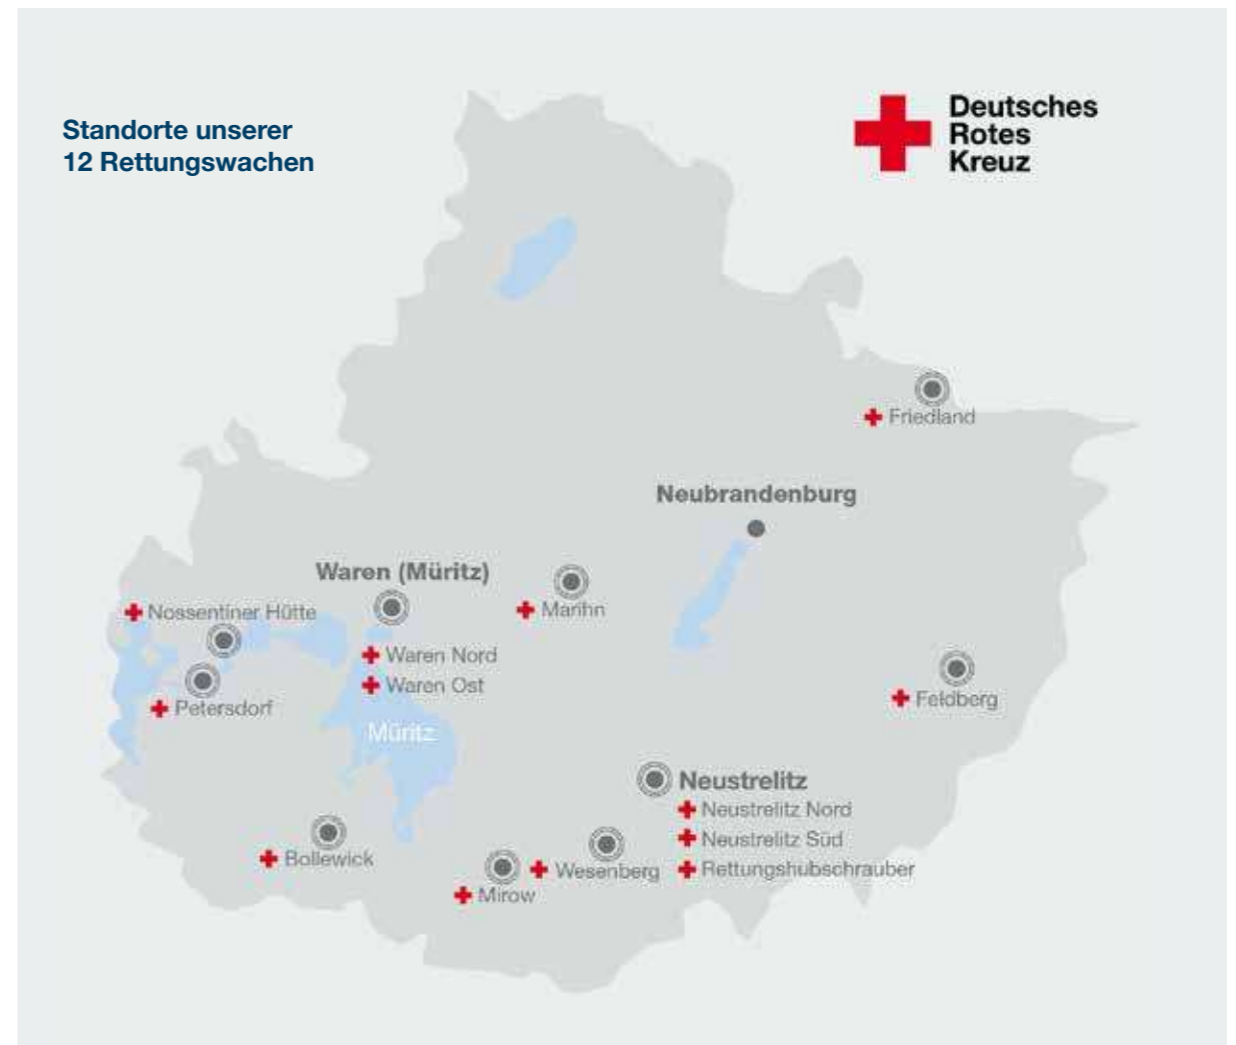 Standorte unserer
12 Rettungswachen
Deutsches
Rotes
Kreuz
Friedland
Neubrandenburg
Waren (Müritz)
Marihn
Nossentiner Hütte
Waren Nord
Waren Ost
Petersdorf
Müritz
Feldberg
Neustrelitz
Neustrelitz Nord
Neustrelitz Süd
Rettungshubschrauber
Bollewick
Wesenberg
Mirow